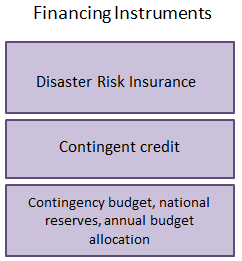 Financing Instruments
Disaster Risk Insurance
Contingent credit
Contingency budget, national
reserves, annual budget
allocation